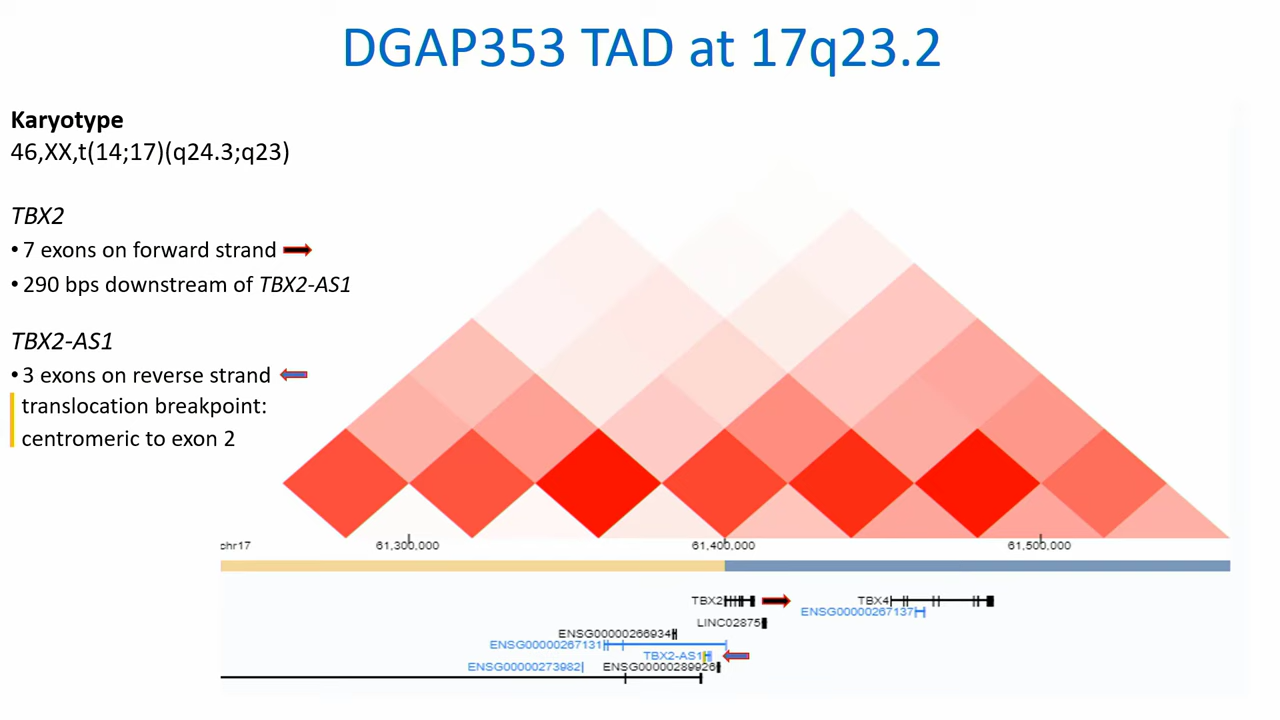 DGAP353 TAD at 17q23.2
Karyotype
46,XX,t(14;17)(q24.3;q23)
TBX2
• 7 exons on forward strand
• 290 bps downstream of TBX2-AS1
TBX2-AS1
• 3 exons on reverse strand
translocation breakpoint:
centromeric to exon 2
chr17 61,300,000 61,400,000 61,500,000
TBX2 TBX4
ENSG00000267137
LINC02875
ENSG00000266934
ENSG00000267131
TBX2-AS1
ENSG00000273982 ENSG00000289926